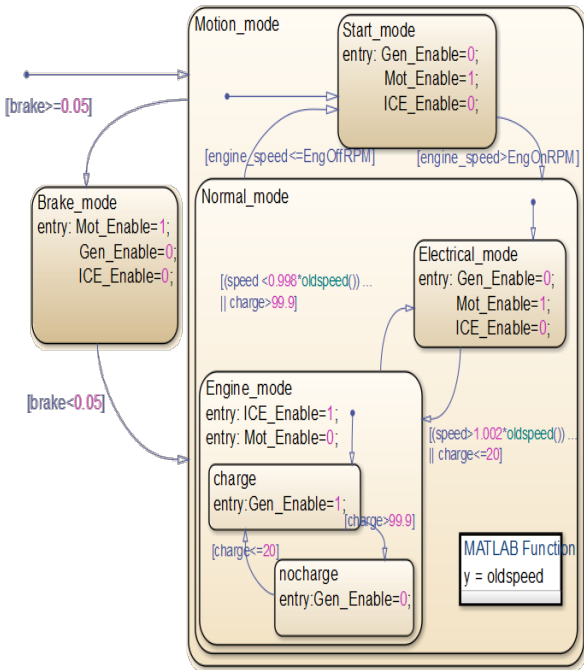 Motion_mode
Start_mode
entry: Gen_Enable=0;
Mot_Enable=1;
ICE_Enable=0;
[brake>=0.05]
[engine_speed<=EngOffRPM]
[engine_speed>EngOnRPM]
Brake_mode
entry: Mot_Enable=1;
Gen_Enable=0;
ICE_Enable=0;
[brake<0.05]
Normal_mode
Electrical_mode
entry: Gen_Enable=0;
Mot_Enable=1;
ICE_Enable=0;
[(speed <0.998*oldspeed()) ...
|| charge>99.9]
Engine_mode
entry: ICE_Enable=1;
entry: Mot_Enable=0;
[(speed>1.002*oldspeed()) ...
|| charge<=20]
charge
entry:Gen_Enable=1;
[charge>99.9]
[charge<=20]
nocharge
entry:Gen_Enable=0;
MATLAB Function
y = oldspeed